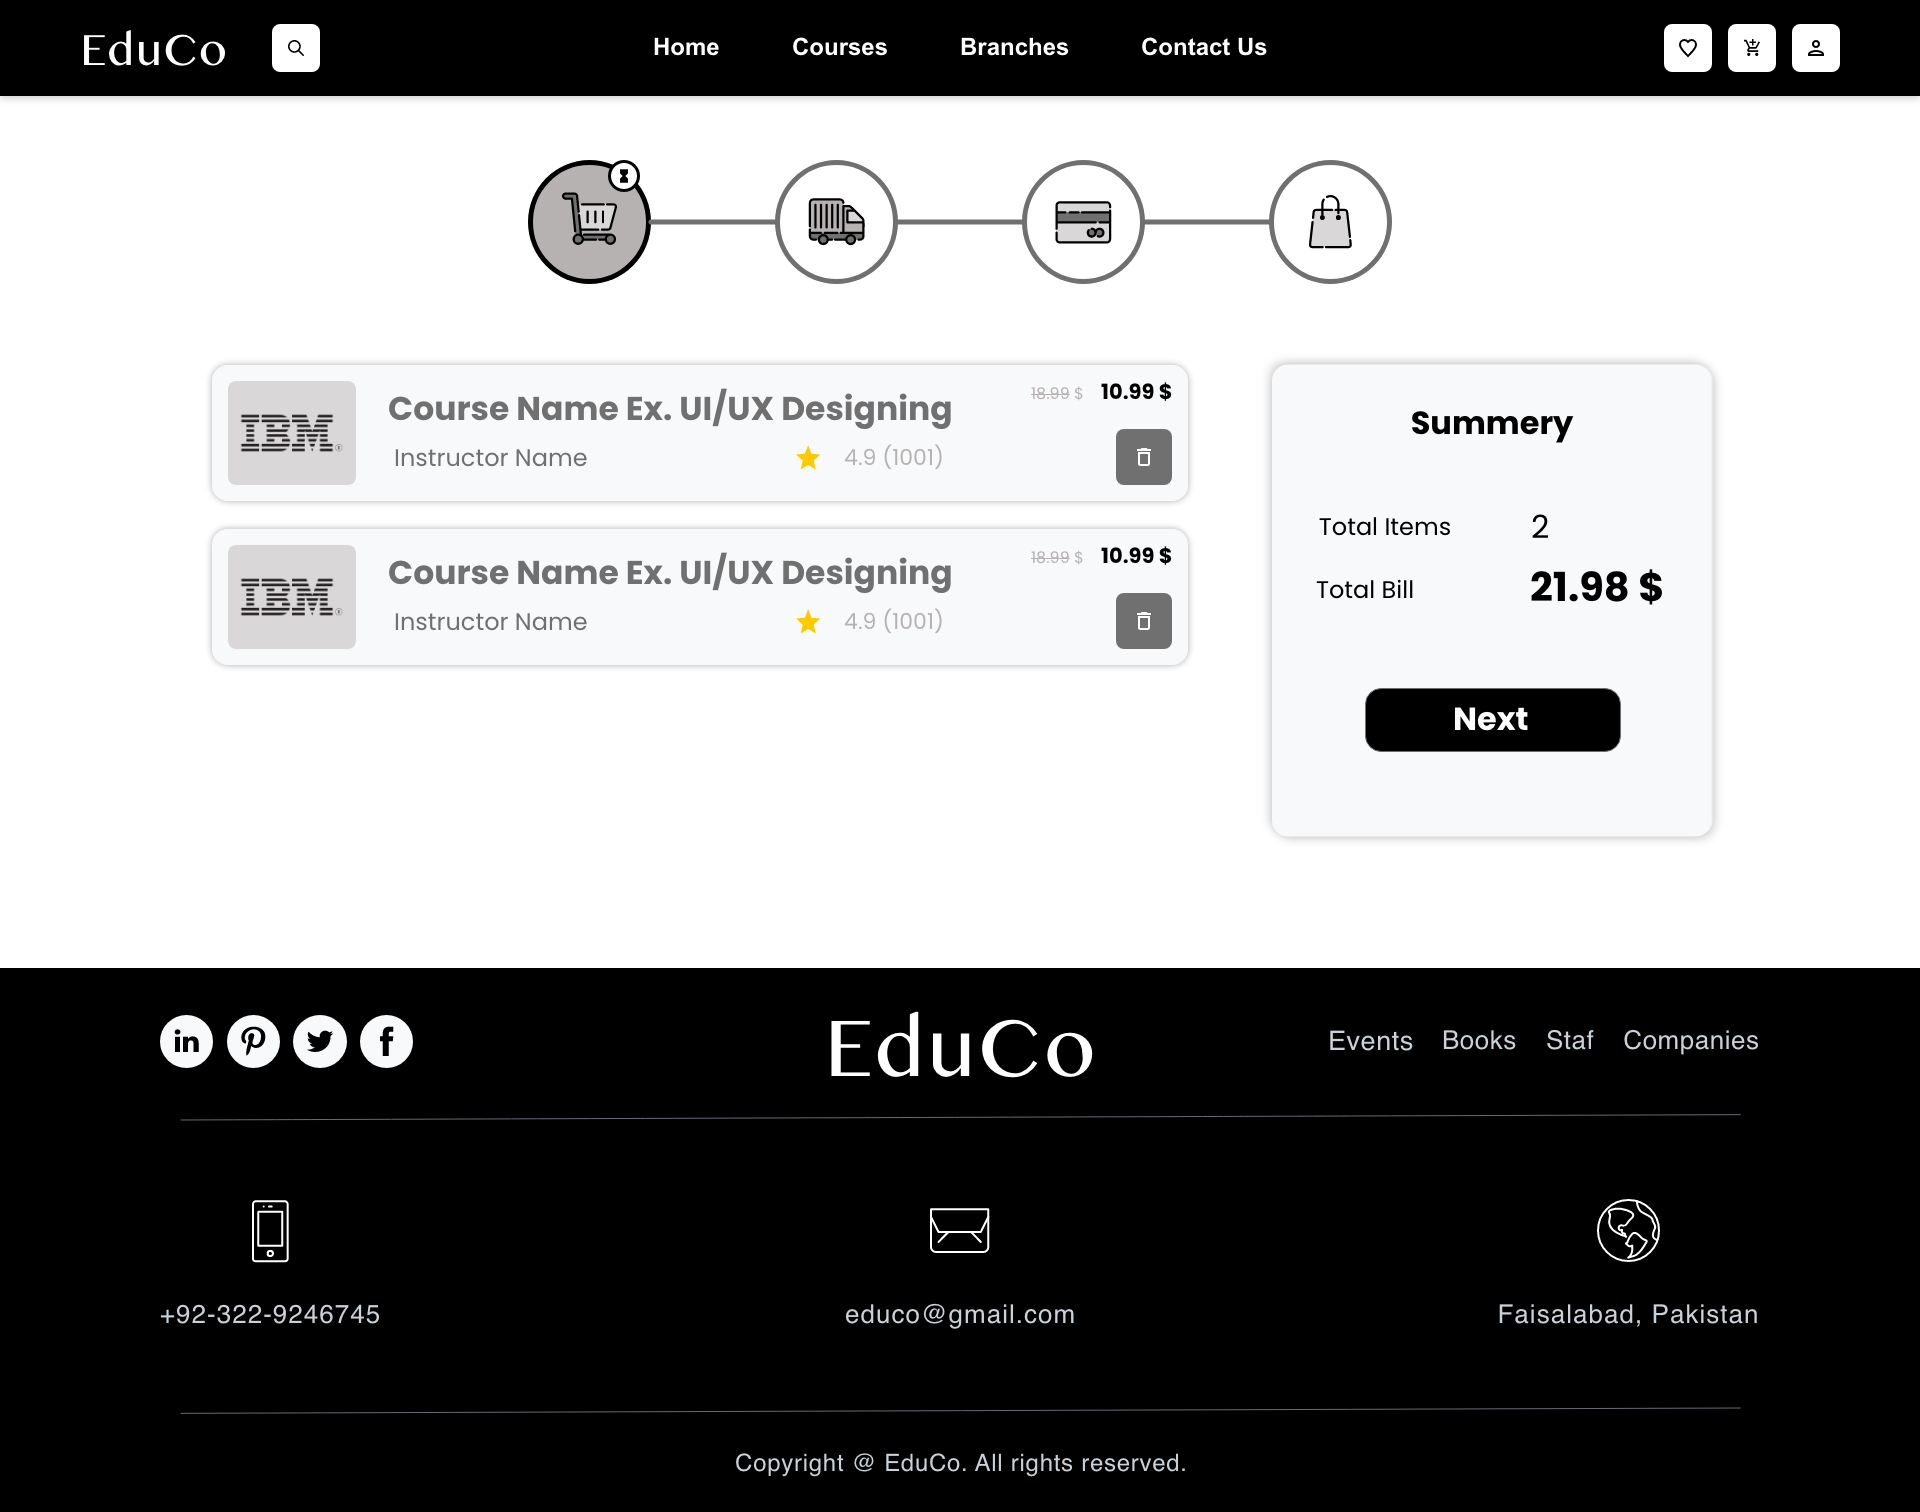 EduCo
Home Courses Branches Contact Us
IBM®
Course Name Ex. UI/UX Designing
18.99 $ 10.99 $
Instructor Name
4.9 (1001)
IBM®
Course Name Ex. UI/UX Designing
18.99 $ 10.99 $
Instructor Name
4.9 (1001)
Summery
Total Items 2
Total Bill 21.98 $
Next
EduCo
Events Books Staf Companies
+92-322-9246745
educo@gmail.com
Faisalabad, Pakistan
Copyright @ EduCo. All rights reserved.